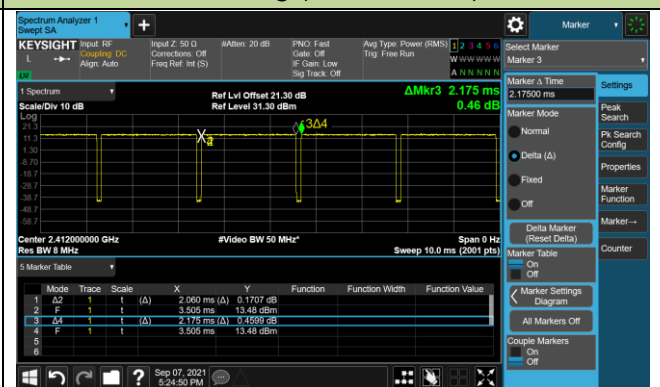 Spectrum Analyzer 1
Swept SA
+
Marker
KEYSIGHT Input: RF Input Z: 50 Ω #Atten: 20 dB PNO: Fast Avg Type: Power (RMS) 1 2 3 4 5 6
L Coupling: DC Corrections: Off Gate: Off Trig: Free Run
Align: Auto Freq Ref: Int (S) IF Gain: Low W W W W W W
Sig Track: Off A N N N N N
Select Marker
Marker 3
1 Spectrum
Ref Lvl Offset 21.30 dB ΔMkr3 2.175 ms
Scale/Div 10 dB Ref Level 31.30 dBm 0.46 dB
Log
21.3
11.3
1.30
-8.70
-18.7
-28.7
-38.7
-48.7
-58.7
3Δ4
Center 2.412000000 GHz #Video BW 50 MHz* Span 0 Hz
Res BW 8 MHz Sweep 10.0 ms (2001 pts)
5 Marker Table
Mode Trace Scale X Y Function Function Width Function Value
1 Δ2 1 t (Δ) 2.060 ms (Δ) 0.1707 dB
2 F 1 t 3.505 ms 13.48 dBm
3 Δ4 1 t (Δ) 2.175 ms (Δ) 0.4599 dB
4 F 1 t 3.505 ms 13.48 dBm
5
6
Marker Δ Time
2.17500 ms
Marker Mode
Normal
Delta (Δ)
Fixed
Off
Delta Marker
(Reset Delta)
Marker Table
On
Off
Marker Settings
Diagram
All Markers Off
Couple Markers
On
Off
Settings
Peak
Search
Pk Search
Config
Properties
Marker
Function
Marker→
Counter
Sep 07, 2021
5:24:50 PM